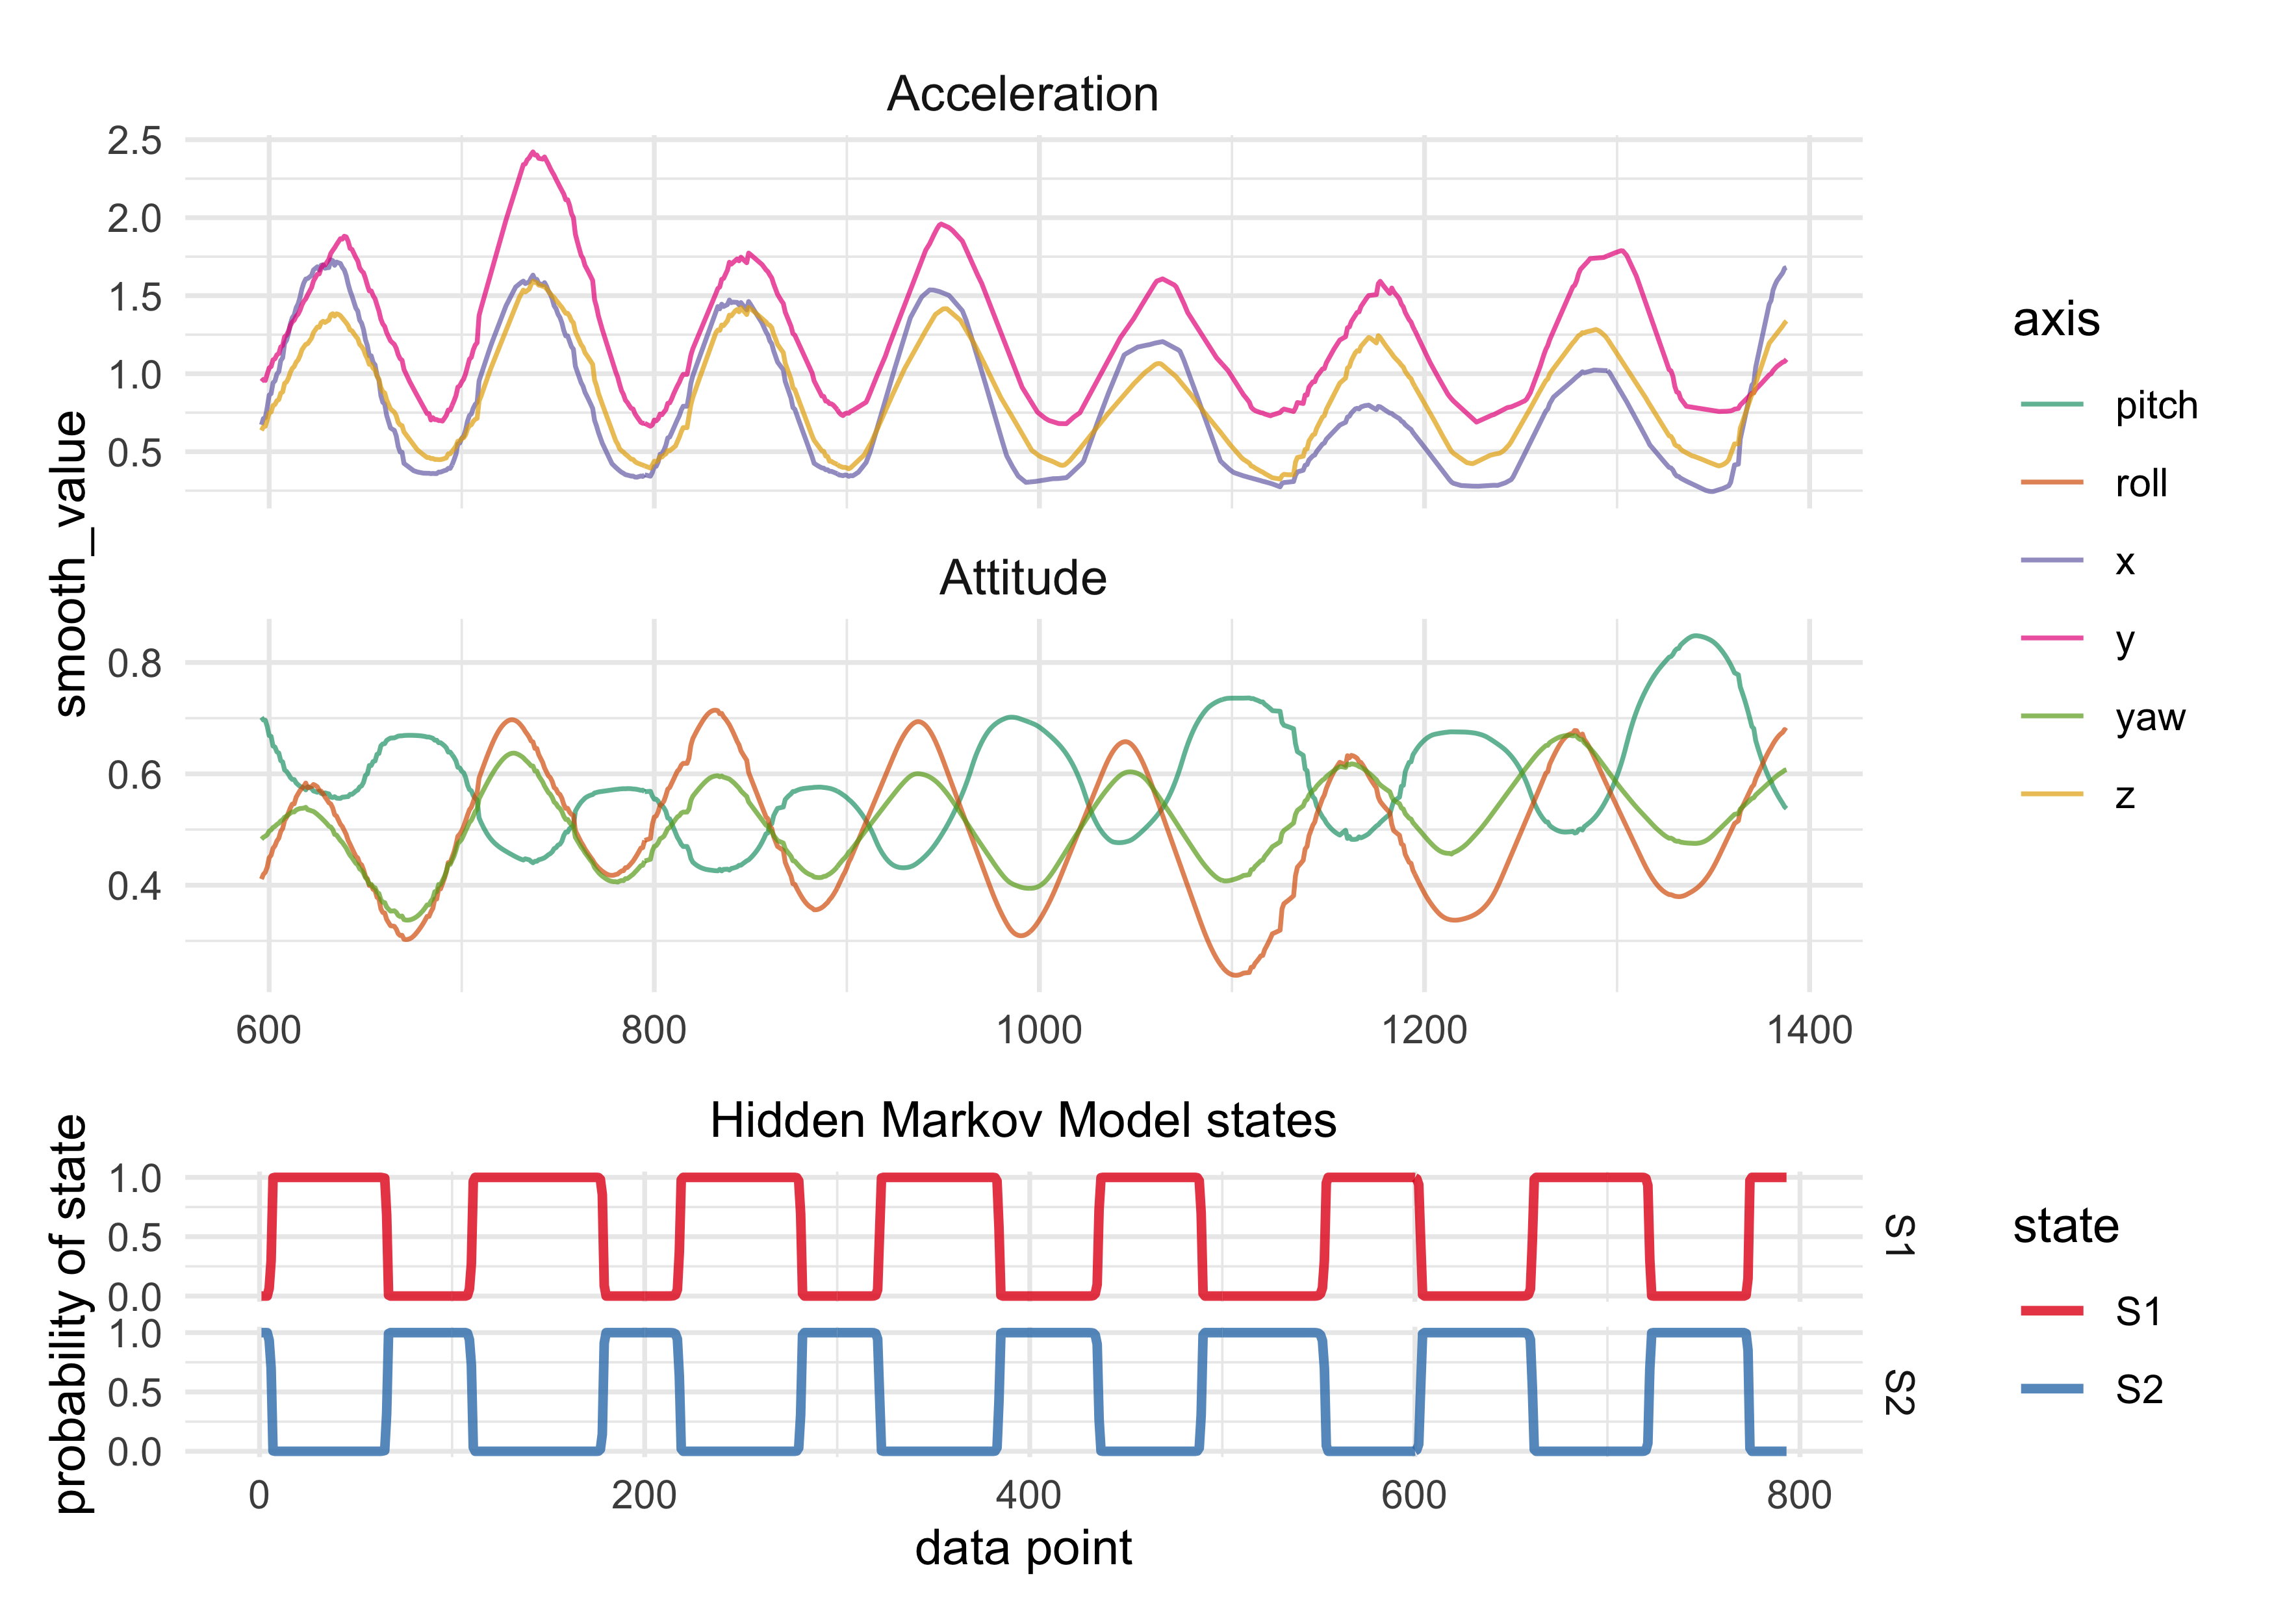 Acceleration
2.5
2.0
1.5
1.0
0.5
smooth_value
Attitude
0.8
0.6
0.4
600 800 1000 1200 1400
axis
pitch
roll
x
y
yaw
z
Hidden Markov Model states
probability of state
1.0
0.5
0.0
S1
1.0
0.5
0.0
S2
0 200 400 600 800
data point
state
S1
S2